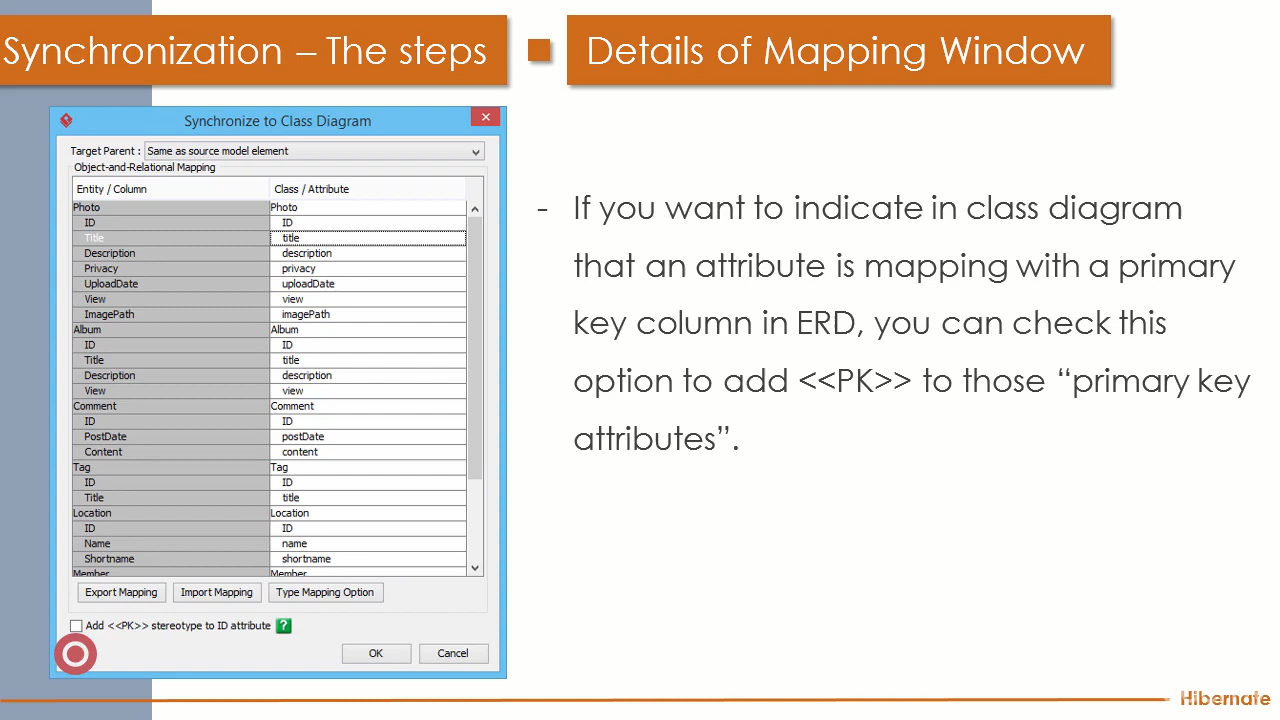 Synchronization – The steps
Details of Mapping Window
Synchronize to Class Diagram
Target Parent : Same as source model element
Object-and-Relational Mapping
Entity / Column Class / Attribute
Photo Photo
ID ID
Title title
Description description
Privacy privacy
UploadDate uploadDate
View view
ImagePath imagePath
Album Album
ID ID
Title title
Description description
View view
Comment Comment
ID ID
PostDate postDate
Content content
Tag Tag
ID ID
Title title
Location Location
ID ID
Name name
Shortname shortname
Member Member
Export Mapping Import Mapping Type Mapping Option
Add <<PK>> stereotype to ID attribute ?
OK Cancel
- If you want to indicate in class diagram
that an attribute is mapping with a primary
key column in ERD, you can check this
option to add <<PK>> to those “primary key
attributes”.
Hibernate